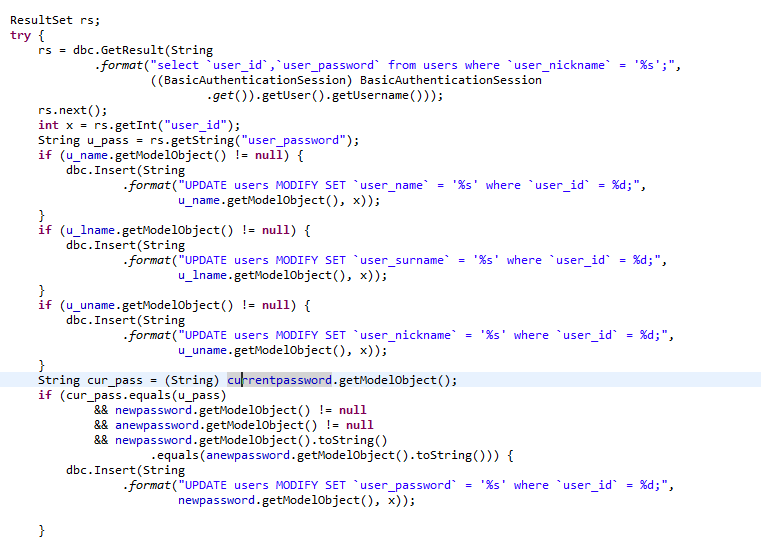 ResultSet rs;
try {
    rs = dbc.GetResult(String
            .format("select `user_id`,`user_password` from users where `user_nickname` = '%s';",
                    ((BasicAuthenticationSession) BasicAuthenticationSession
                            .get()).getUser().getUsername()));
    rs.next();
    int x = rs.getInt("user_id");
    String u_pass = rs.getString("user_password");
    if (u_name.getModelObject() != null) {
        dbc.Insert(String
                .format("UPDATE users MODIFY SET `user_name` = '%s' where `user_id` = %d;",
                        u_name.getModelObject(), x));
    }
    if (u_lname.getModelObject() != null) {
        dbc.Insert(String
                .format("UPDATE users MODIFY SET `user_surname` = '%s' where `user_id` = %d;",
                        u_lname.getModelObject(), x));
    }
    if (u_uname.getModelObject() != null) {
        dbc.Insert(String
                .format("UPDATE users MODIFY SET `user_nickname` = '%s' where `user_id` = %d;",
                        u_uname.getModelObject(), x));
    }
    String cur_pass = (String) currentpassword.getModelObject();
    if (cur_pass.equals(u_pass)
            && newpassword.getModelObject() != null
            && anewpassword.getModelObject() != null
            && newpassword.getModelObject().toString()
                    .equals(anewpassword.getModelObject().toString())) {
        dbc.Insert(String
                .format("UPDATE users MODIFY SET `user_password` = '%s' where `user_id` = %d;",
                        newpassword.getModelObject(), x));
    }